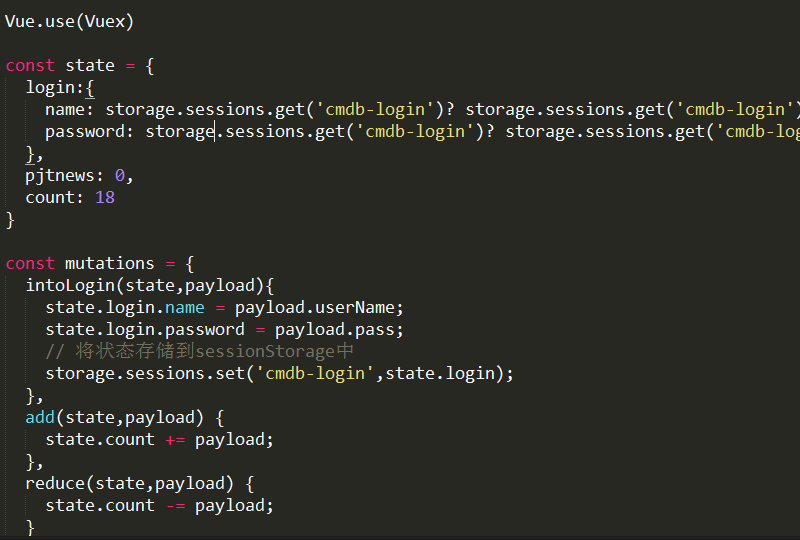 Vue.use(Vuex)
const state = {
login:{
name: storage.sessions.get('cmdb-login')? storage.sessions.get('cmdb-login')
password: storage.sessions.get('cmdb-login')? storage.sessions.get('cmdb-log
},
pjtnews: 0,
count: 18
}
const mutations = {
intoLogin(state,payload){
state.login.name = payload.userName;
state.login.password = payload.pass;
// 将状态存储到sessionStorage中
storage.sessions.set('cmdb-login',state.login);
},
add(state,payload) {
state.count += payload;
},
reduce(state,payload) {
state.count -= payload;
}